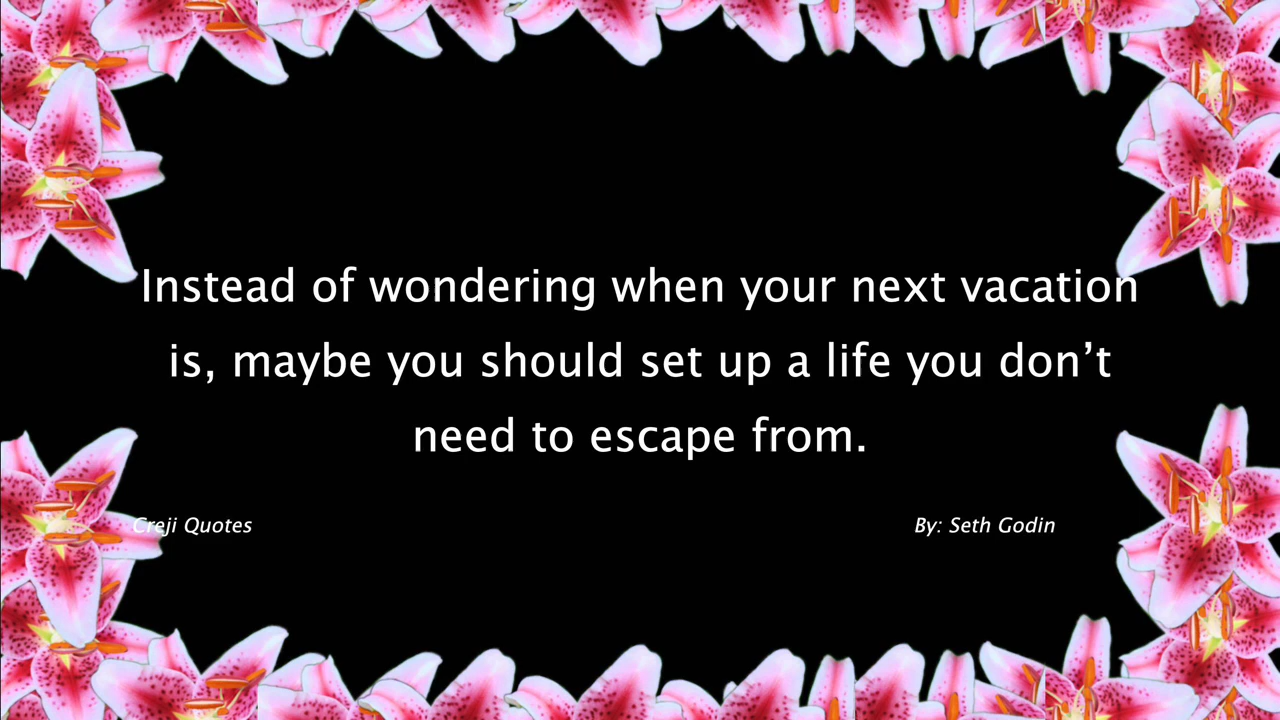 Instead of wondering when your next vacation
is, maybe you should set up a life you don’t
need to escape from.
Creji Quotes
By: Seth Godin